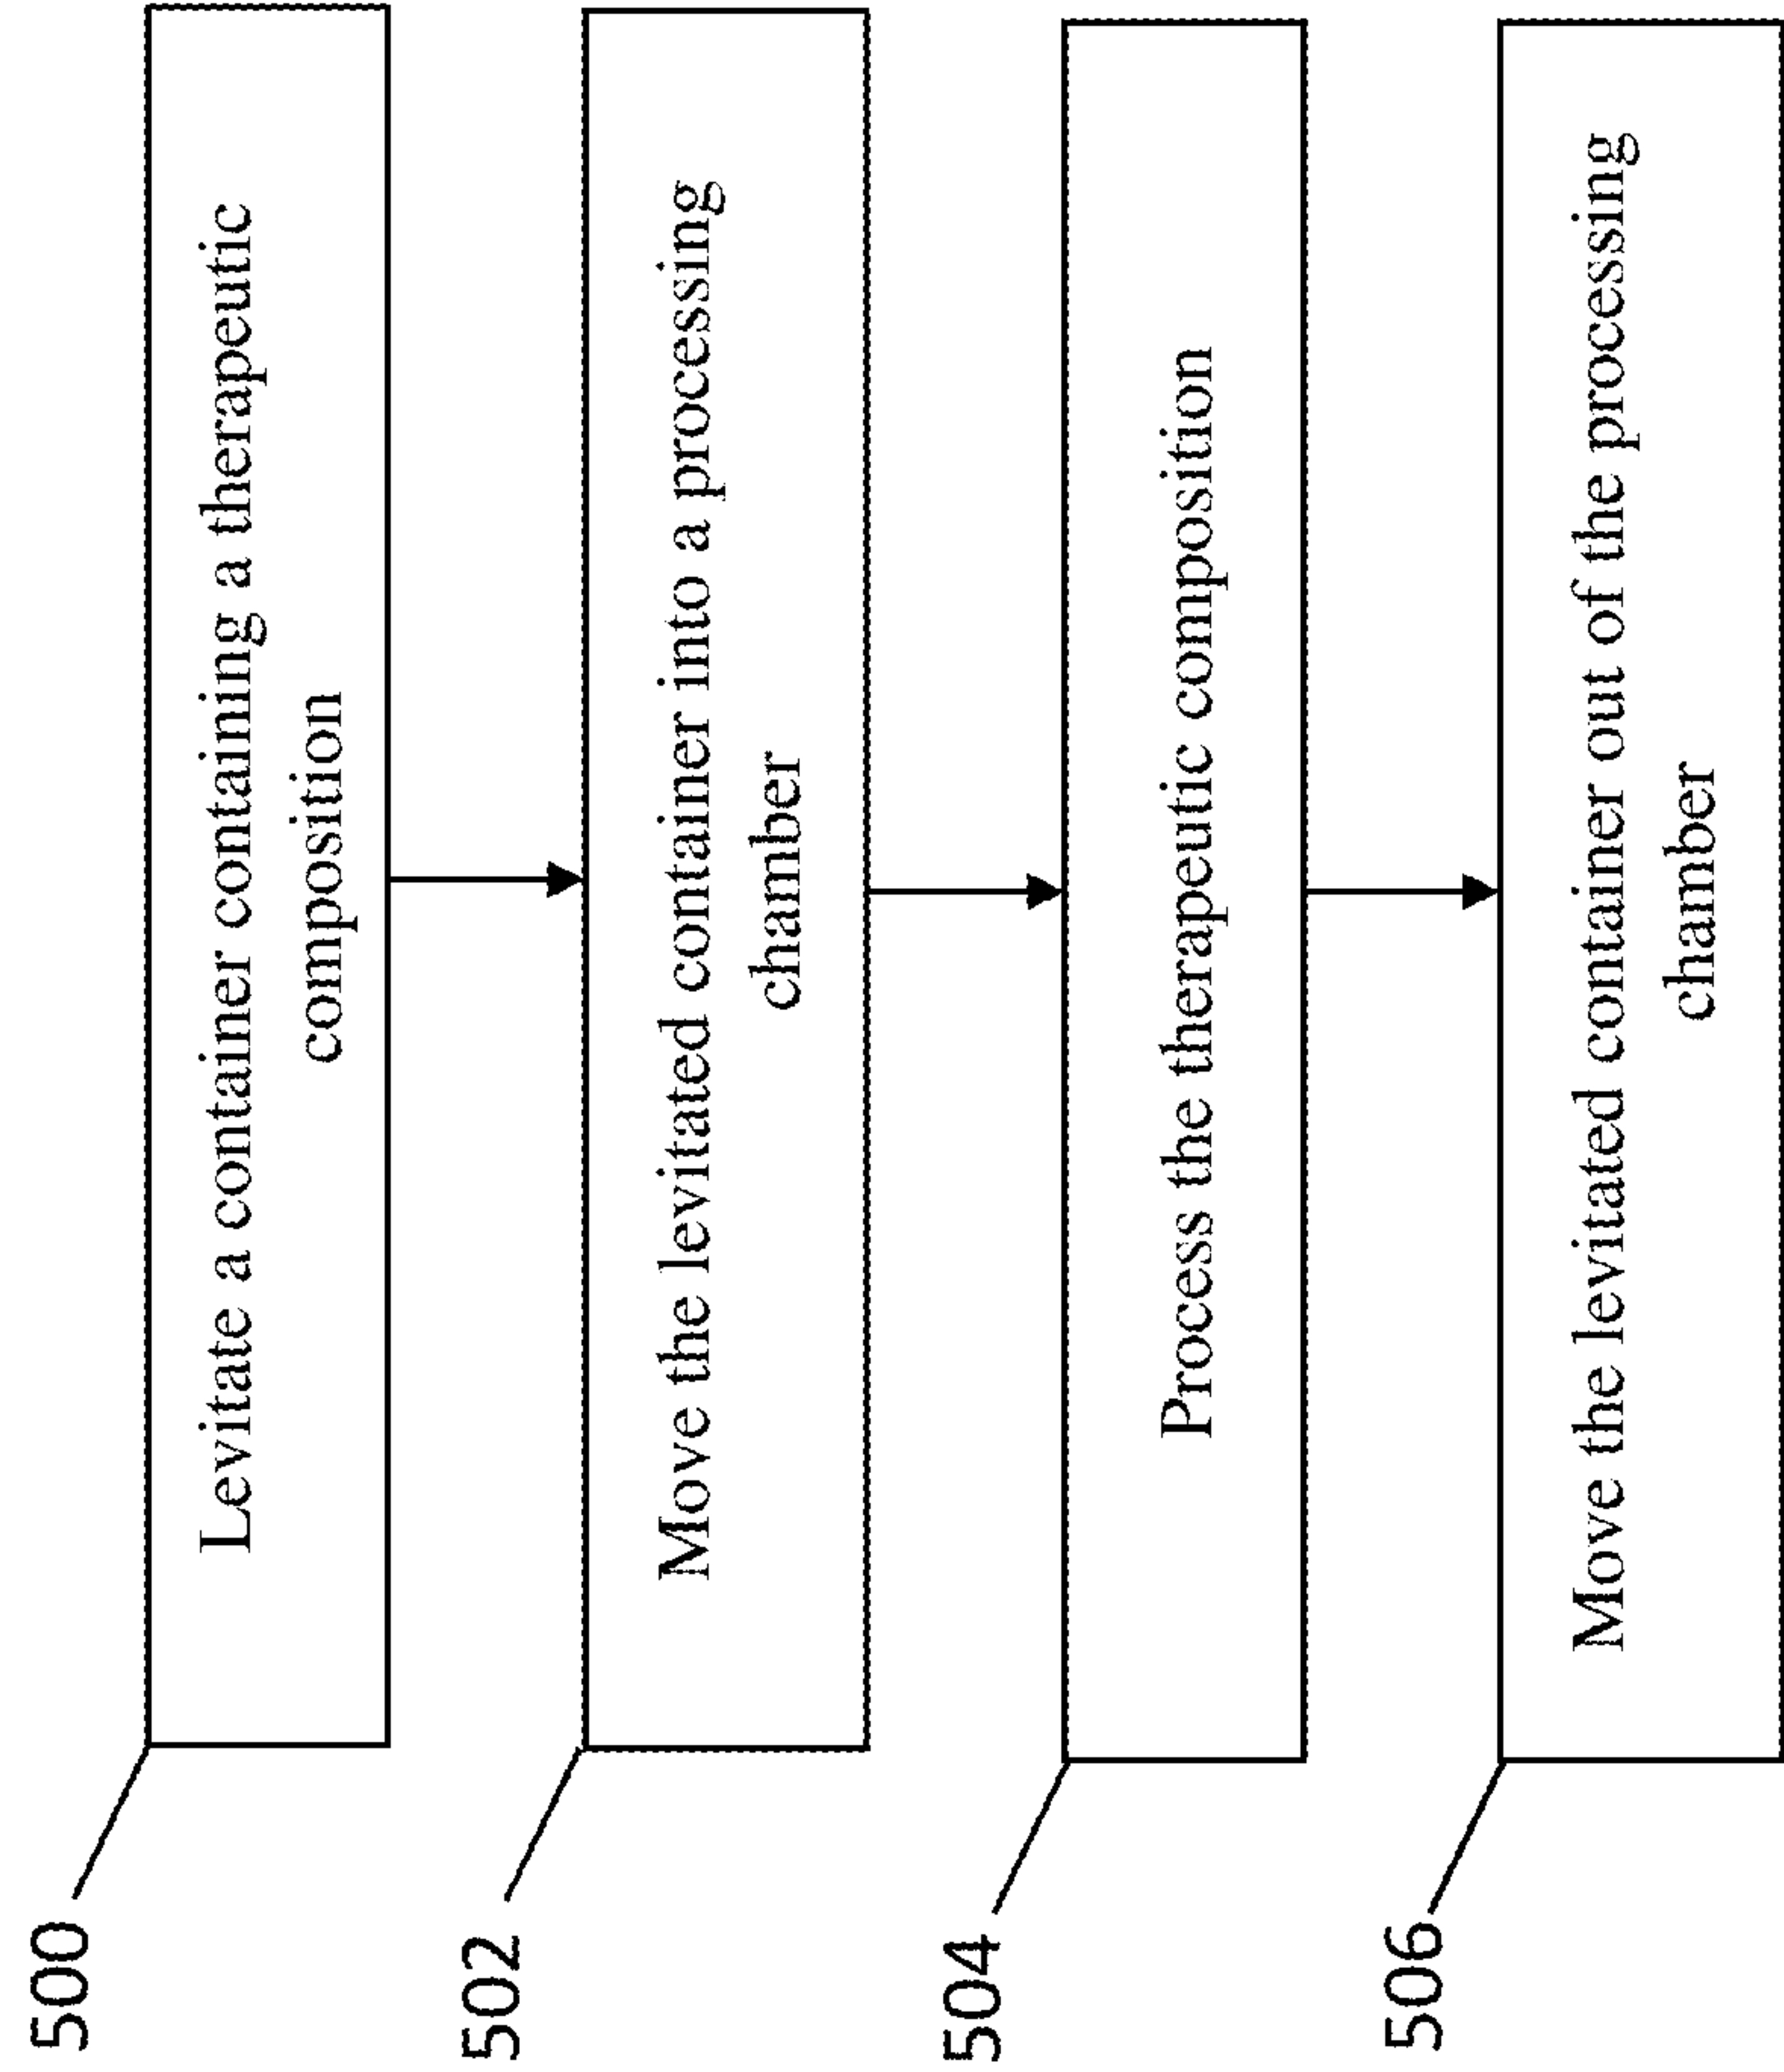 500
Levitate a container containing a therapeutic
composition
502
Move the levitated container into a processing
chamber
504
Process the therapeutic composition
506
Move the levitated container out of the processing
chamber